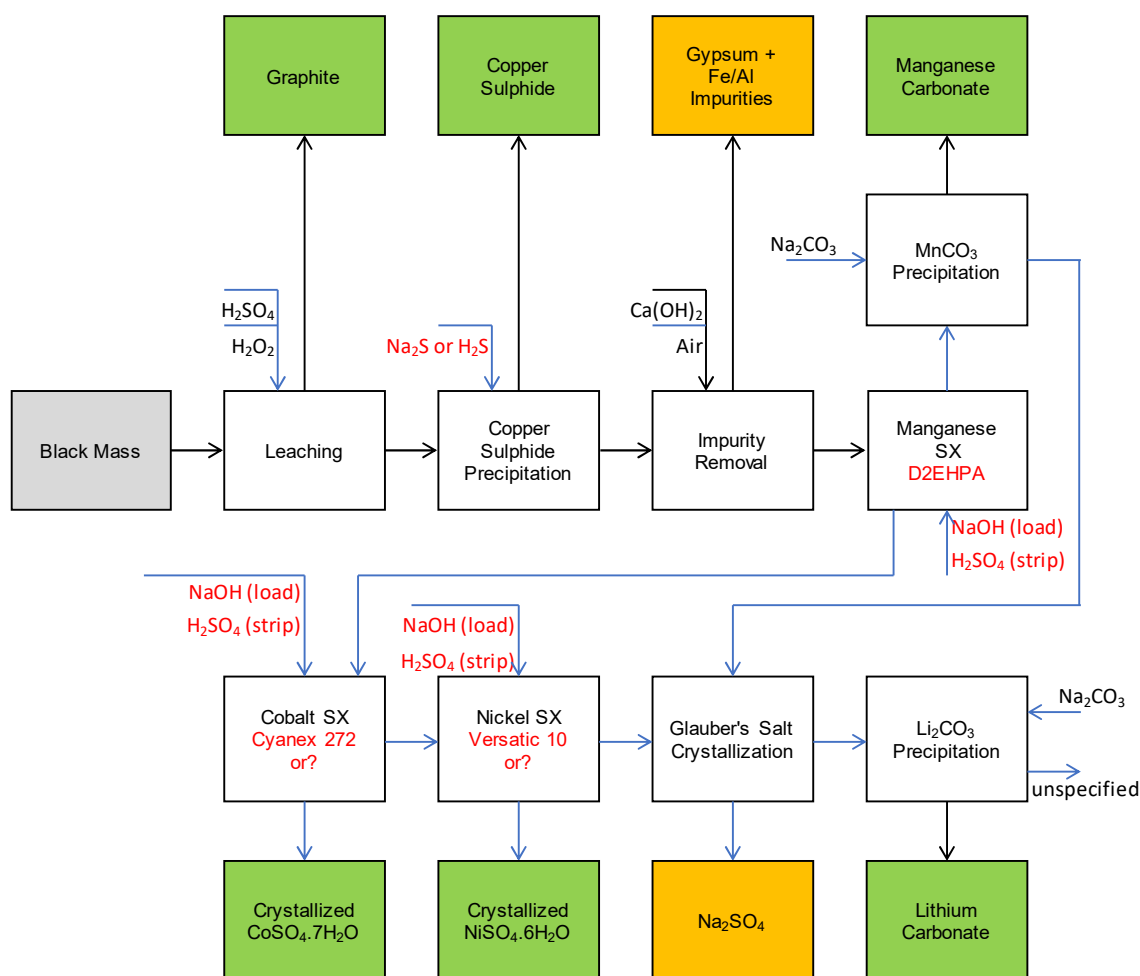 Graphite
Copper
Sulphide
Gypsum +
Fe/Al
Impurities
Manganese
Carbonate
Na₂CO₃
MnCO₃
Precipitation
H₂SO₄
H₂O₂
Na₂S or H₂S
Ca(OH)₂
Air
Black Mass
Leaching
Copper
Sulphide
Precipitation
Impurity
Removal
Manganese
SX
D2EHPA
NaOH (load)
H₂SO₄ (strip)
NaOH (load)
H₂SO₄ (strip)
NaOH (load)
H₂SO₄ (strip)
Cobalt SX
Cyanex 272
or?
Nickel SX
Versatic 10
or?
Glauber's Salt
Crystallization
Li₂CO₃
Precipitation
Na₂CO₃
unspecified
Crystallized
CoSO₄.7H₂O
Crystallized
NiSO₄.6H₂O
Na₂SO₄
Lithium
Carbonate